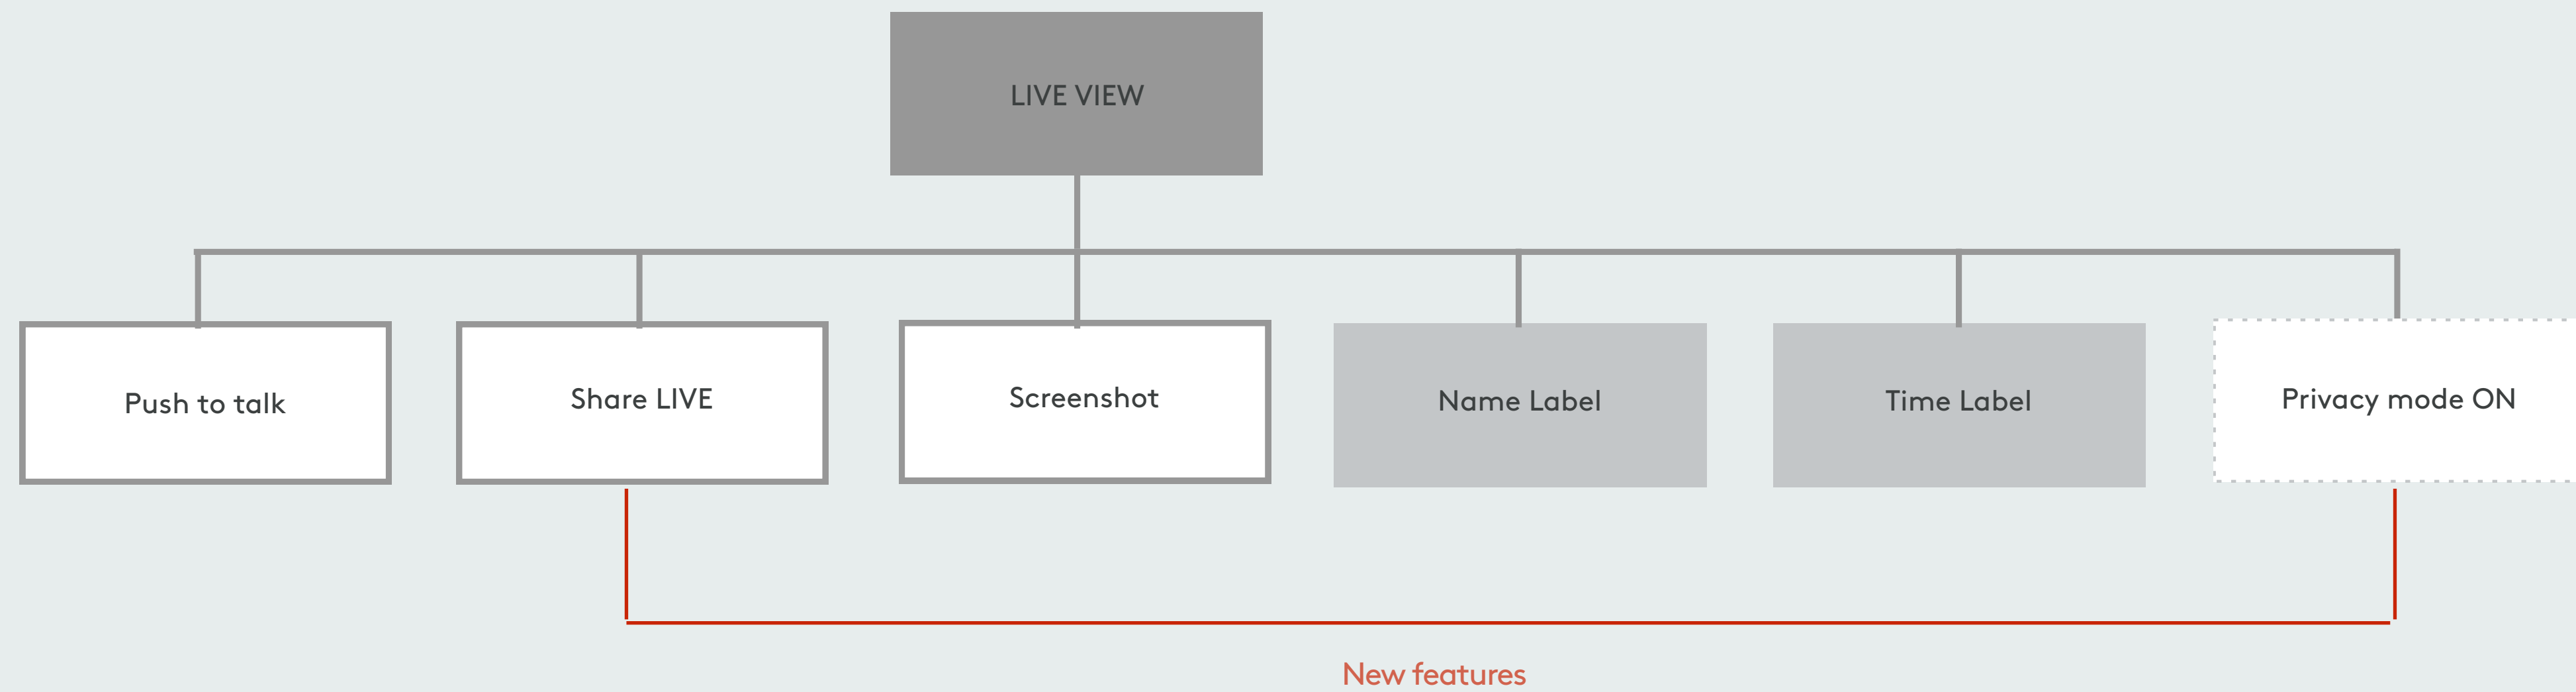 LIVE VIEW
Push to talk
Share LIVE
Screenshot
Name Label
Time Label
Privacy mode ON
New features